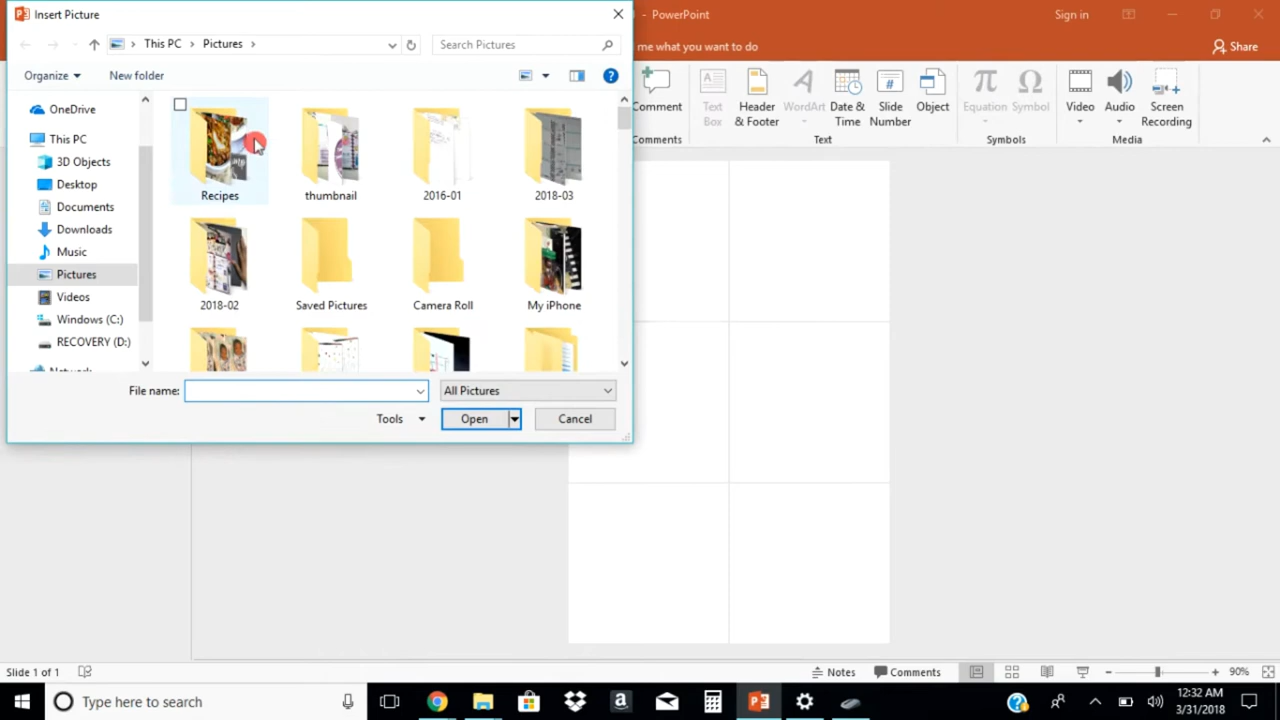 Insert Picture
- PowerPoint
Sign in
This PC
Pictures
Search Pictures
me what you want to do
Share
Organize
New folder
Comment
Text
Box
Header
& Footer
WordArt
Date &
Time
Slide
Number
Object
Equation
Symbol
Video
Audio
Screen
Recording
Comments
Text
Symbols
Media
OneDrive
This PC
3D Objects
Desktop
Documents
Downloads
Music
Pictures
Videos
Windows (C:)
RECOVERY (D:)
Network
Recipes
thumbnail
2016-01
2018-03
2018-02
Saved Pictures
Camera Roll
My iPhone
File name:
All Pictures
Tools
Open
Cancel
Slide 1 of 1
Notes
Comments
90%
Type here to search
12:32 AM
3/31/2018